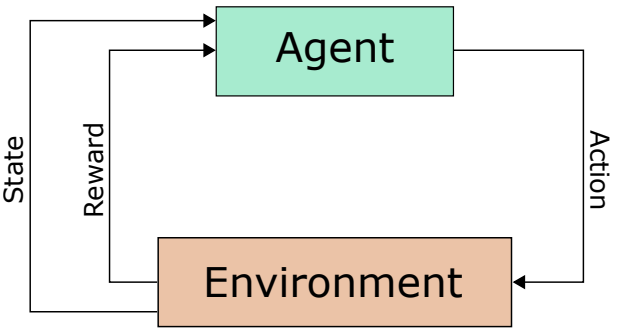 Agent
State
Reward
Action
Environment